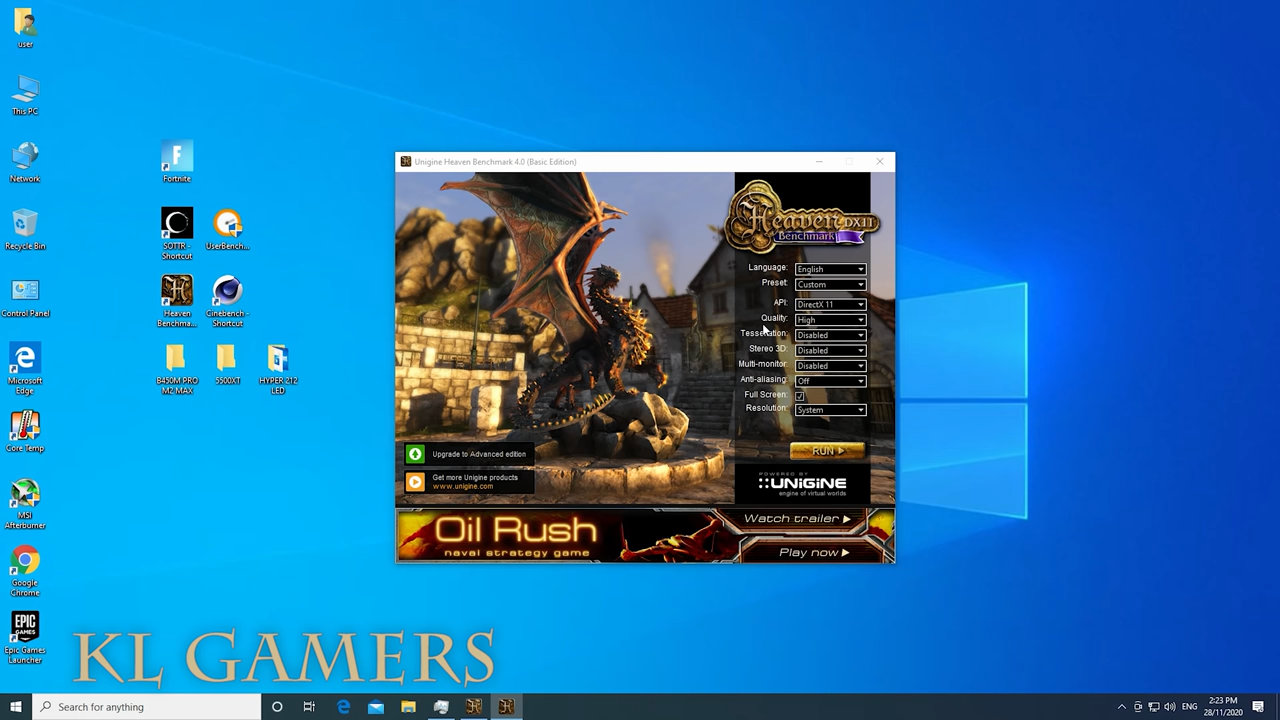 user
This PC
Network
Recycle Bin
Control Panel
Microsoft
Edge
Core Temp
MSI
Afterburner
Google
Chrome
EPIC
GAMES
Epic Games
Launcher
F
Fortnite
SOTTR -
Shortcut
UserBench...
Heaven
Benchma...
Cinebench -
Shortcut
B450M PRO
M2 MAX
5500XT
HYPER 212
LED
Unigine Heaven Benchmark 4.0 (Basic Edition)
Heaven DX11
Benchmark
Language: English
Preset: Custom
API: DirectX 11
Quality: High
Disabled
Stereo 3D: Disabled
Multi-monitor: Disabled
Anti-aliasing: Off
Full Screen:
Resolution: System
RUN
POWERED BY
UNIGINE
engine of virtual worlds
Upgrade to Advanced edition
Get more Unigine products
www.unigine.com
Oil Rush
naval strategy game
Watch trailer
Play now
KL GAMERS
Search for anything
ENG
2:23 PM
28/11/2020